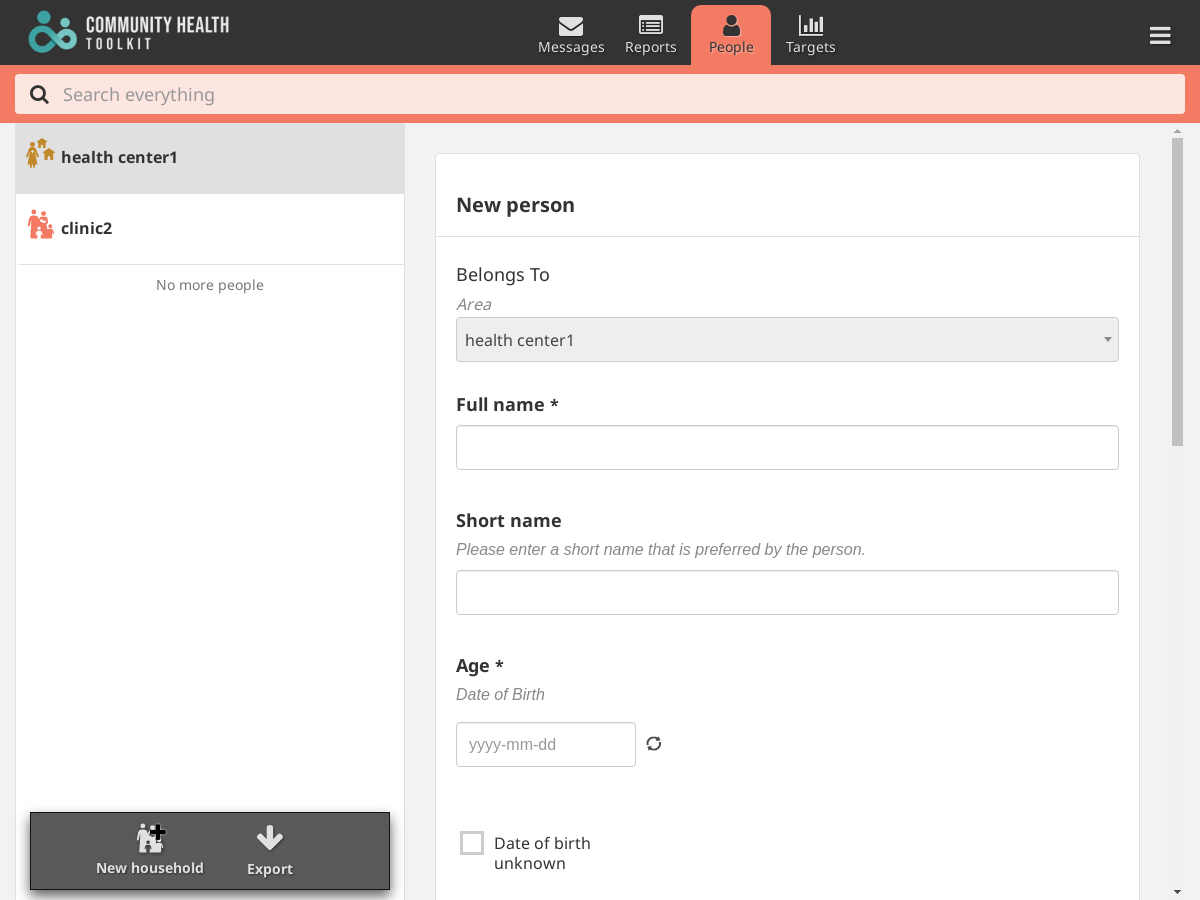 COMMUNITY HEALTH
TOOLKIT
Messages
Reports
People
Targets
Search everything
health center1
clinic2
No more people
New household
Export
New person
Belongs To
Area
health center1
Full name *
Short name
Please enter a short name that is preferred by the person.
Age *
Date of Birth
yyyy-mm-dd
Date of birth
unknown